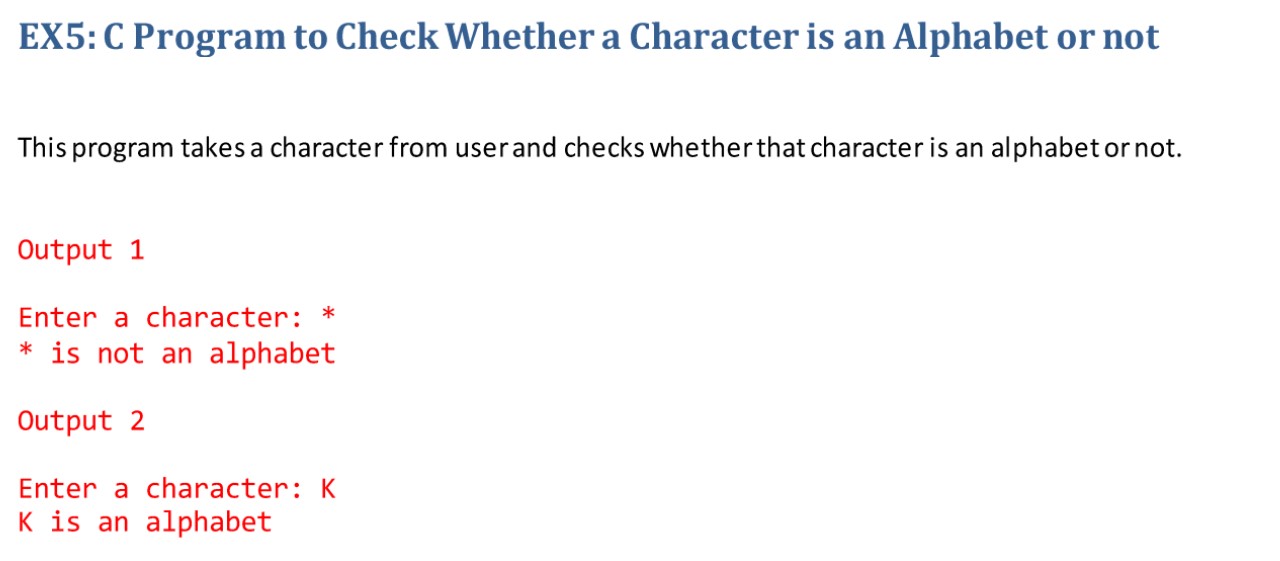 EX5: C Program to Check Whether a Character is an Alphabet or not
This program takes a character from user and checks whether that character is an alphabet or not.
Output 1
Enter a character: *
* is not an alphabet
Output 2
Enter a character: K
K is an alphabet